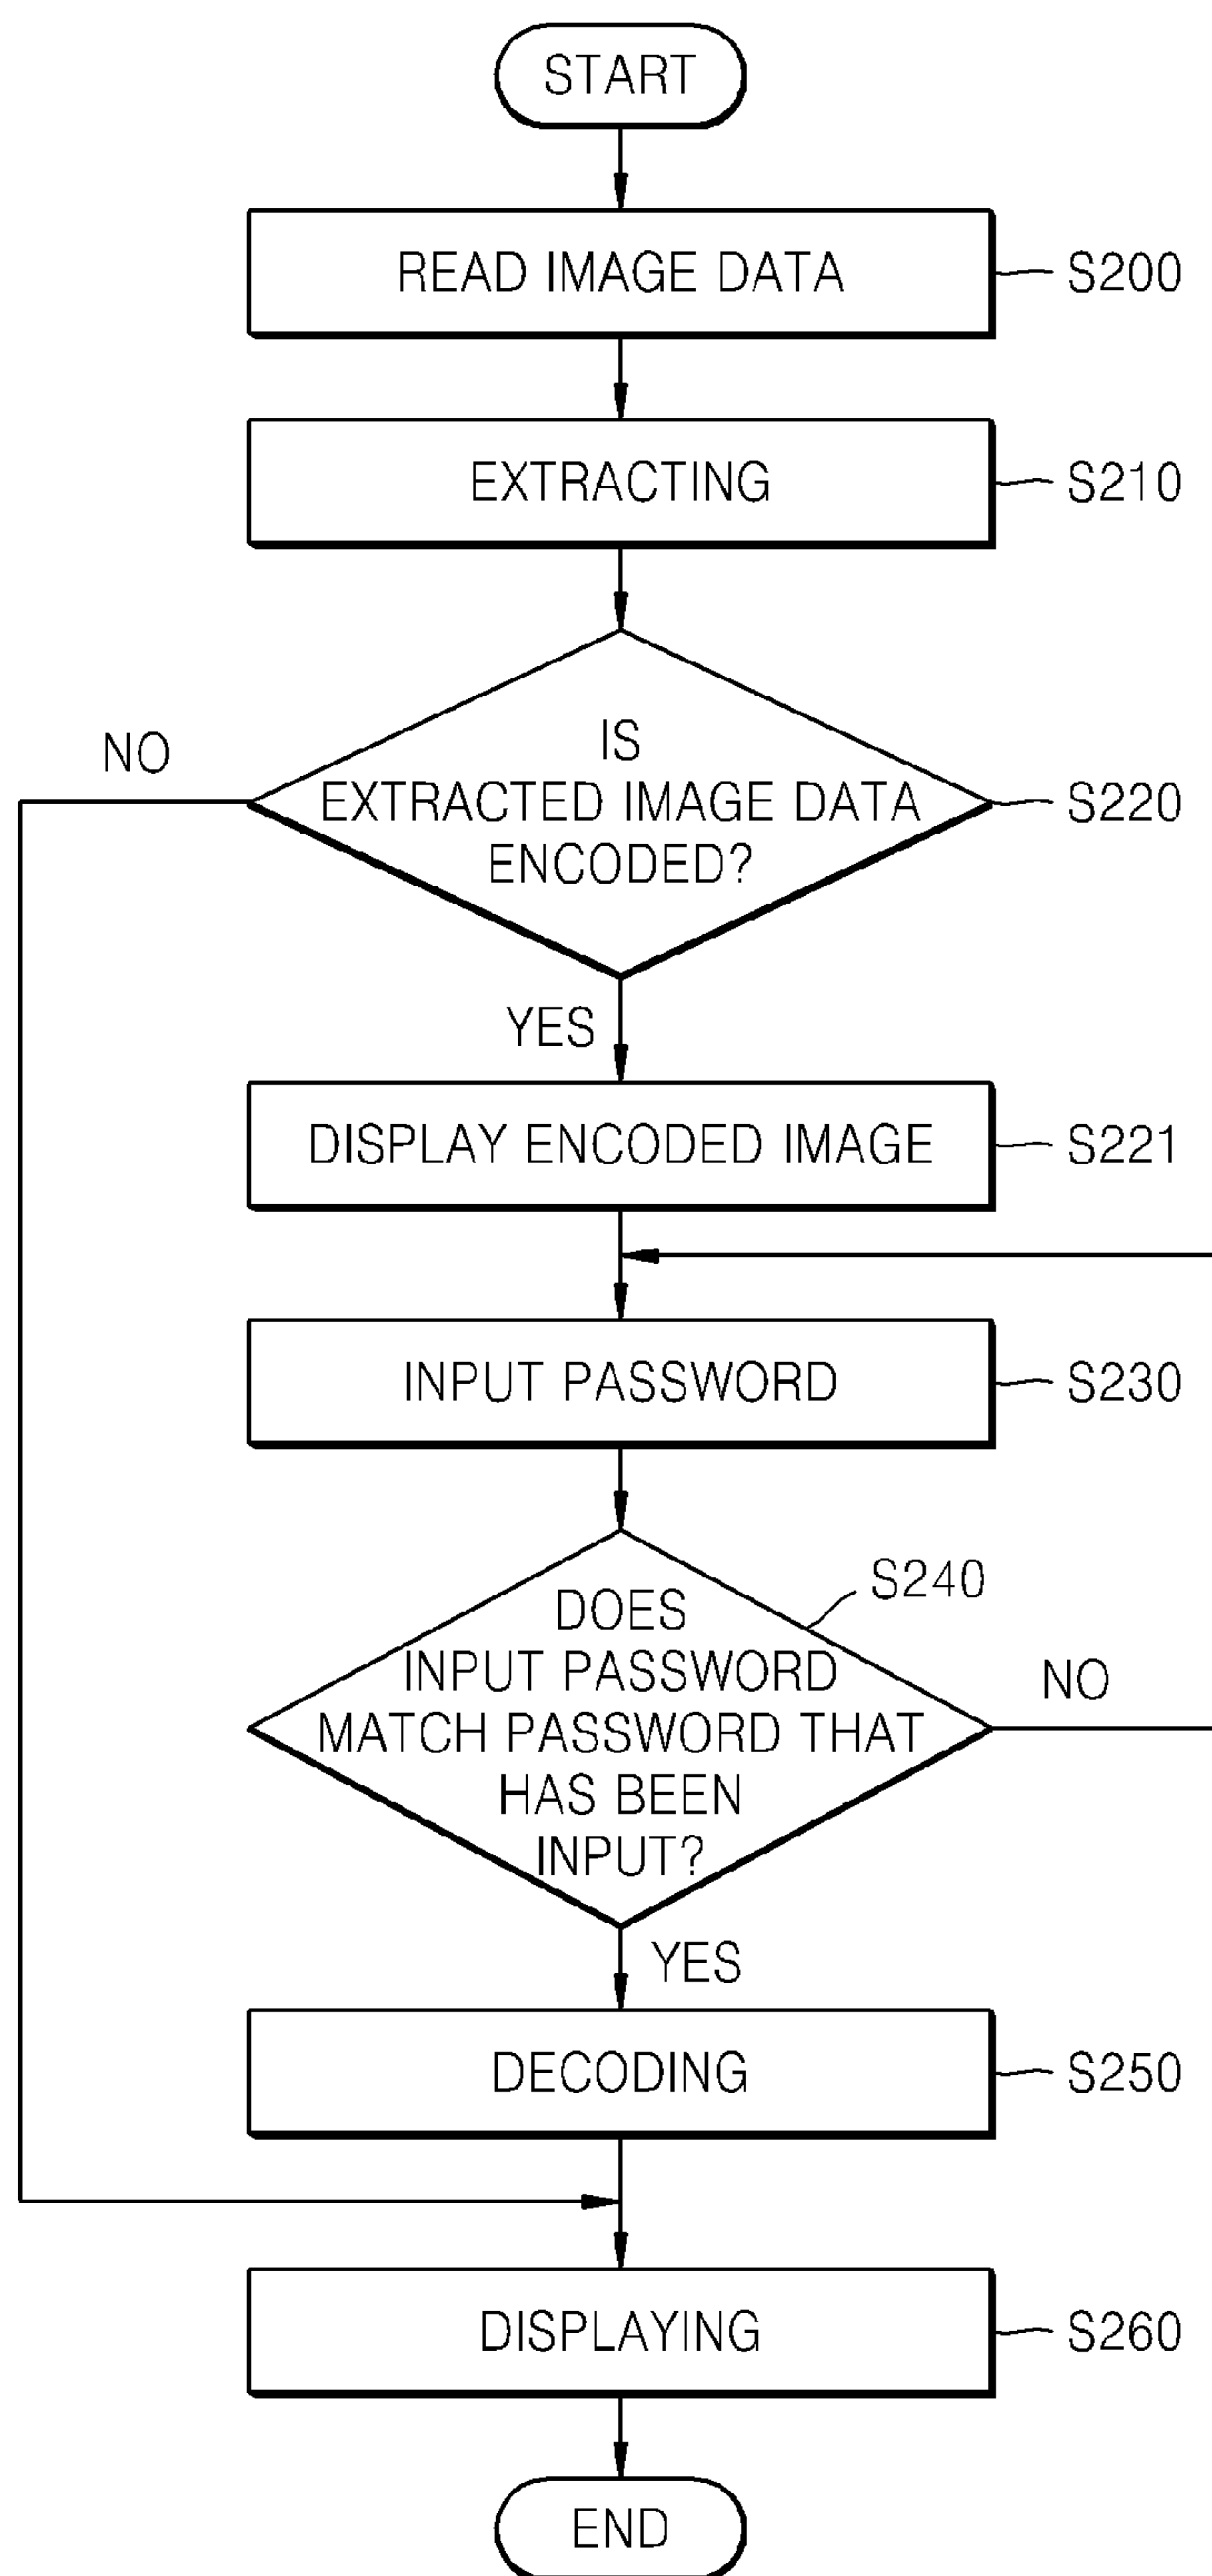 START
READ IMAGE DATA
S200
EXTRACTING
S210
NO
IS
EXTRACTED IMAGE DATA
ENCODED?
S220
YES
DISPLAY ENCODED IMAGE
S221
INPUT PASSWORD
S230
S240
DOES
INPUT PASSWORD
MATCH PASSWORD THAT
HAS BEEN
INPUT?
NO
YES
DECODING
S250
DISPLAYING
S260
END